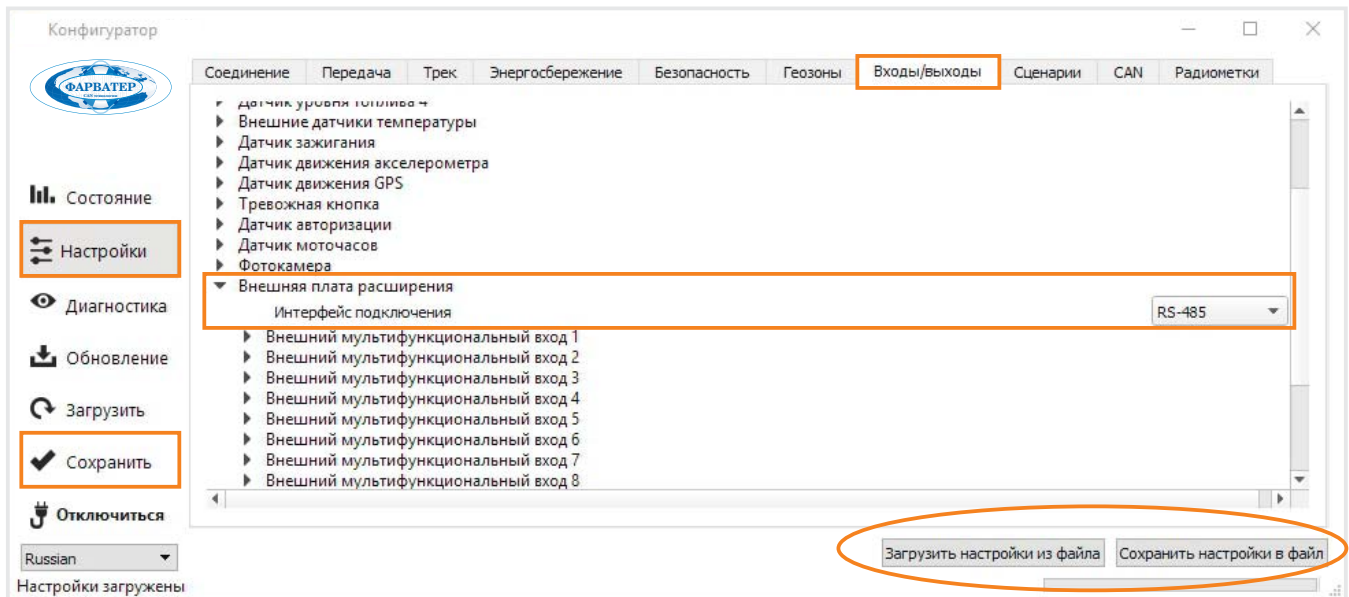 Конфигуратор
ФАРВАТЕР
Соединение Передача Трек Энергосбережение Безопасность Геозоны Входы/выходы Сценарии CAN Радиометки
Датчик уровня топлива 4
Внешние датчики температуры
Датчик зажигания
Датчик движения акселерометра
Датчик движения GPS
Тревожная кнопка
Датчик авторизации
Датчик моточасов
Фотокамера
Внешняя плата расширения
Интерфейс подключения RS-485
Внешний мультифункциональный вход 1
Внешний мультифункциональный вход 2
Внешний мультифункциональный вход 3
Внешний мультифункциональный вход 4
Внешний мультифункциональный вход 5
Внешний мультифункциональный вход 6
Внешний мультифункциональный вход 7
Внешний мультифункциональный вход 8
Состояние
Настройки
Диагностика
Обновление
Загрузить
Сохранить
Отключиться
Russian
Настройки загружены
Загрузить настройки из файла Сохранить настройки в файл